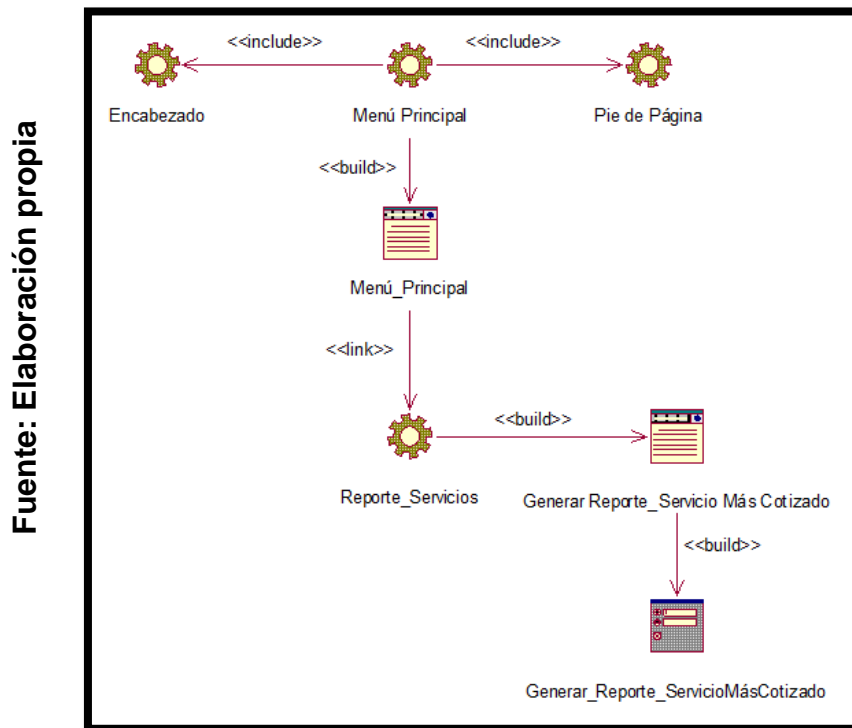 Fuente: Elaboración propia
<<include>> <<include>>
Encabezado Menú Principal Pie de Página
<<build>>
Menú_Principal
<<link>>
<<build>>
Reporte_Servicios Generar Reporte_Servicio Más Cotizado
<<build>>
Generar_Reporte_ServicioMásCotizado